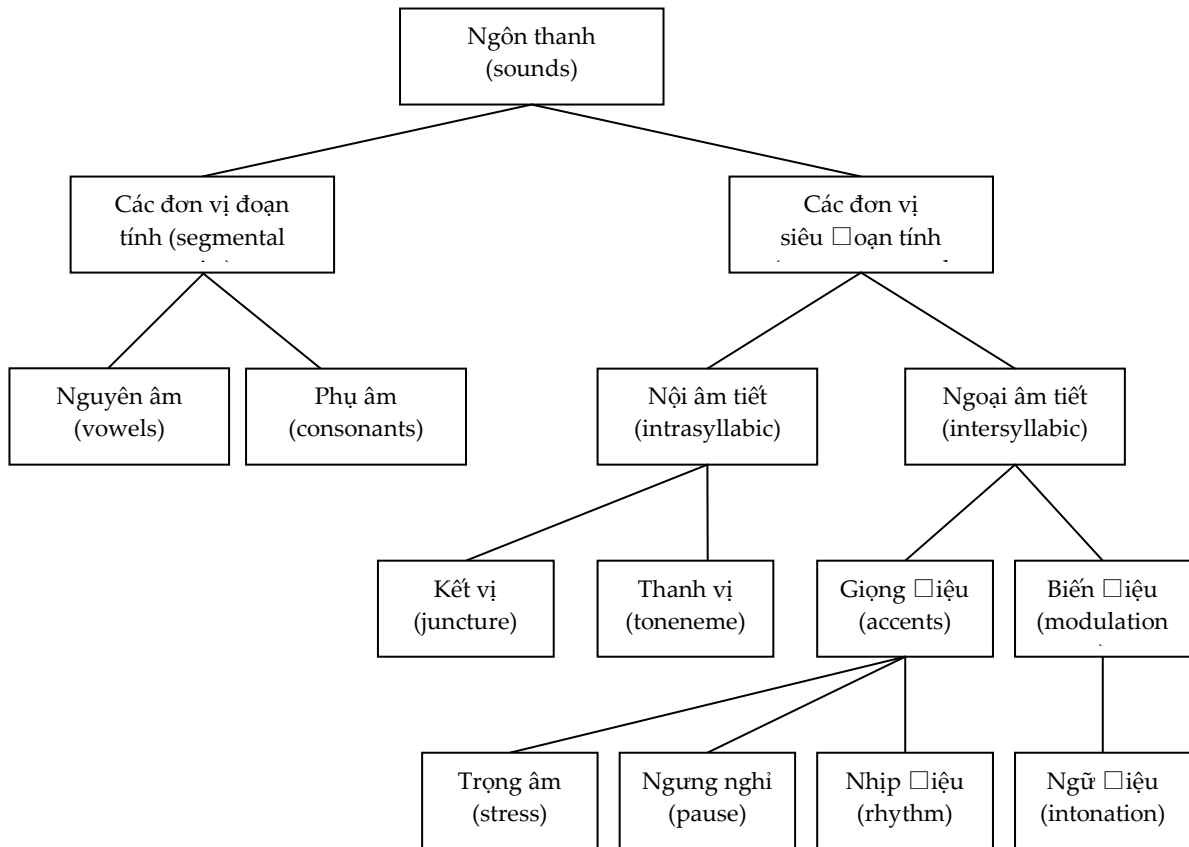 Ngôn thanh
(sounds)
Các đơn vị đoạn
tính (segmental
Các đơn vị
siêu □oạn tính
Nguyên âm
(vowels)
Phụ âm
(consonants)
Nội âm tiết
(intrasyllabic)
Ngoại âm tiết
(intersyllabic)
Kết vị
(juncture)
Thanh vị
(toneneme)
Giọng □iệu
(accents)
Biến □iệu
(modulation
Trọng âm
(stress)
Ngưng nghỉ
(pause)
Nhịp □iệu
(rhythm)
Ngữ □iệu
(intonation)